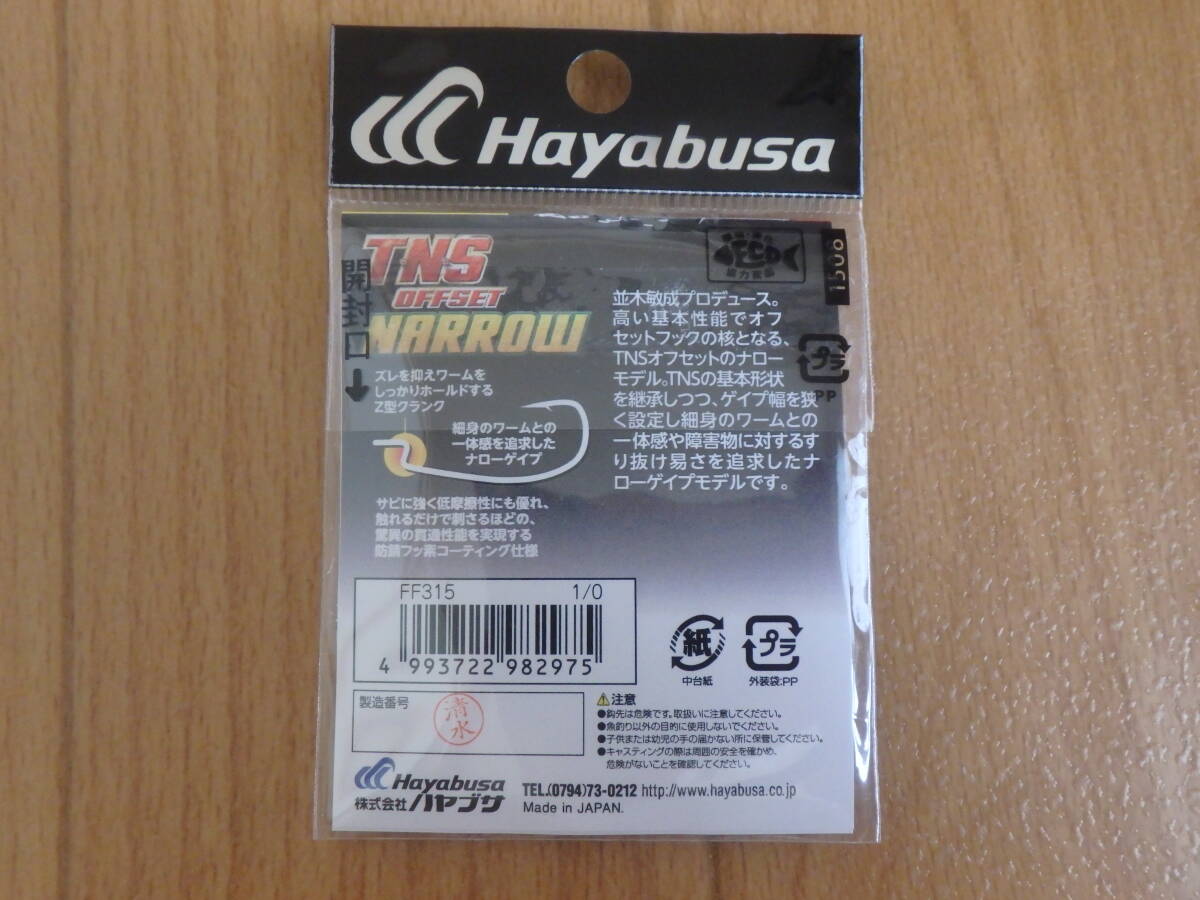 Hayabusa
TNS
OFFSET
NARROW
開封口
ズレを抑えワームを
しっかりホールドする
Z型クランク
細身のワームとの
一体感を追求した
ナローゲイプ
サビに強く低摩擦性にも優れ、
触れるだけで刺さるほどの、
驚異の貫通性能を実現する
防錆フッ素コーティング仕様
ECO
協力商品
1506
並木敏成プロデュース。
高い基本性能でオフ
セットフックの核となる、
TNSオフセットのナロー
モデル。TNSの基本形状
を継承しつつ、ゲイプ幅を狭
く設定し細身のワームとの
一体感や障害物に対するす
り抜け易さを追求したナ
ローゲイプモデルです。
プラ
PP
FF315 1/0
4 993722 982975
紙
中台紙
プラ
外装袋:PP
製造番号
清水
注意
●鈎先は危険です。取扱いに注意してください。
●魚釣り以外の目的に使用しないでください。
●子供または幼児の手の届かない所に保管してください。
●キャスティングの際は周囲の安全を確かめ、
危険がないことを確認してください。
Hayabusa
株式会社ハヤブサ
TEL.(0794)73-0212 http://www.hayabusa.co.jp
Made in JAPAN.